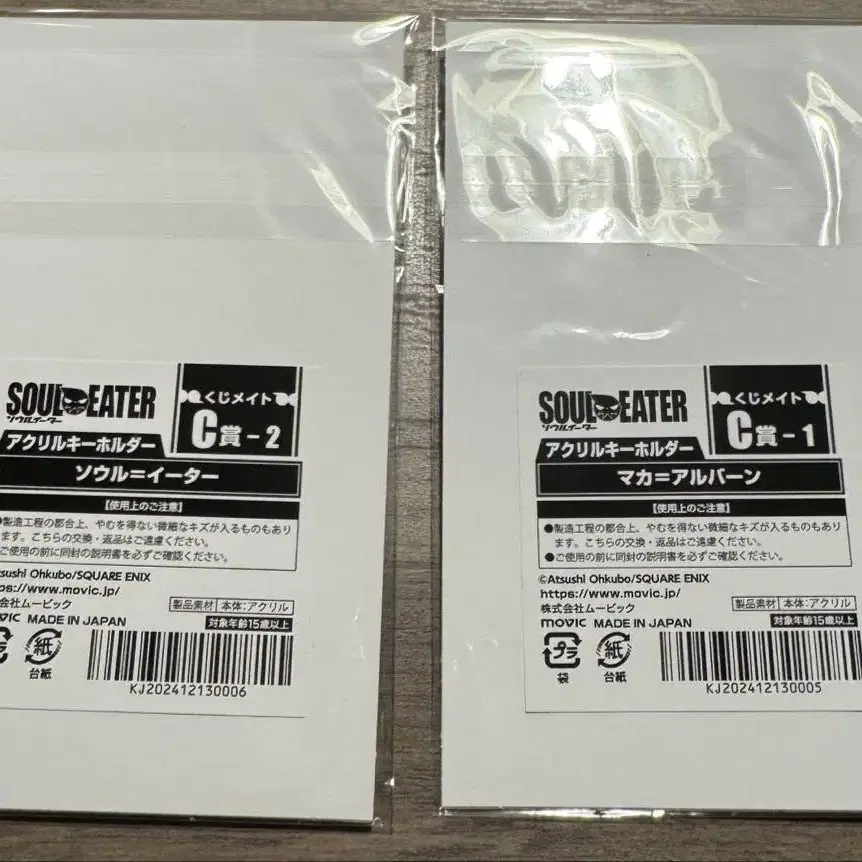 SOUL EATER
ソウルイーター
くじメイト
C賞-2
アクリルキーホルダー
ソウル=イーター
【使用上のご注意】
●製造工程の都合上、やむを得ない微細なキズが入るものもあり
ます。こちらの交換・返品はご遠慮ください。
ご使用の前に同封の説明書を必ずご確認ください。
tsushi Ohkubo/SQUARE ENIX
ps://www.movic.jp/
会社ムービック
製品素材 本体:アクリル
MOVIC MADE IN JAPAN
対象年齢15歳以上
紙
台紙
KJ202412130006
SOUL EATER
ソウルイーター
くじメイト
C賞-1
アクリルキーホルダー
マカ=アルバーン
【使用上のご注意】
●製造工程の都合上、やむを得ない微細なキズが入るものもあり
ます。こちらの交換・返品はご遠慮ください。
●ご使用の前に同封の説明書を必ずご確認ください。
©Atsushi Ohkubo/SQUARE ENIX
https://www.movic.jp/
株式会社ムービック
製品素材 本体:アクリル
movic MADE IN JAPAN
対象年齢15歳以上
プラ 紙
袋 台紙
KJ202412130005